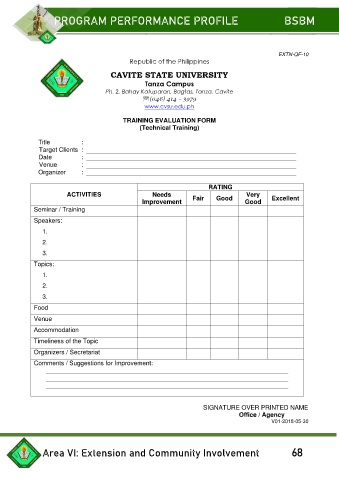 PROGRAM PERFORMANCE PROFILE BSBM
EXTN-QF-10
Republic of the Philippines
CAVITE STATE UNIVERSITY
Tanza Campus
Ph. 2, Bahay Katuparan, Bagtas, Tanza, Cavite
☏ (046) 414 – 3979
www.cvsu.edu.ph
TRAINING EVALUATION FORM
(Technical Training)
Title :
Target Clients :
Date :
Venue :
Organizer :
ACTIVITIES
RATING
Needs Improvement Fair Good Very Good Excellent
Seminar / Training
Speakers:
1.
2.
3.
Topics:
1.
2.
3.
Food
Venue
Accommodation
Timeliness of the Topic
Organizers / Secretariat
Comments / Suggestions for Improvement:
SIGNATURE OVER PRINTED NAME
Office / Agency
V01-2018-05-30
Area VI: Extension and Community Involvement 68